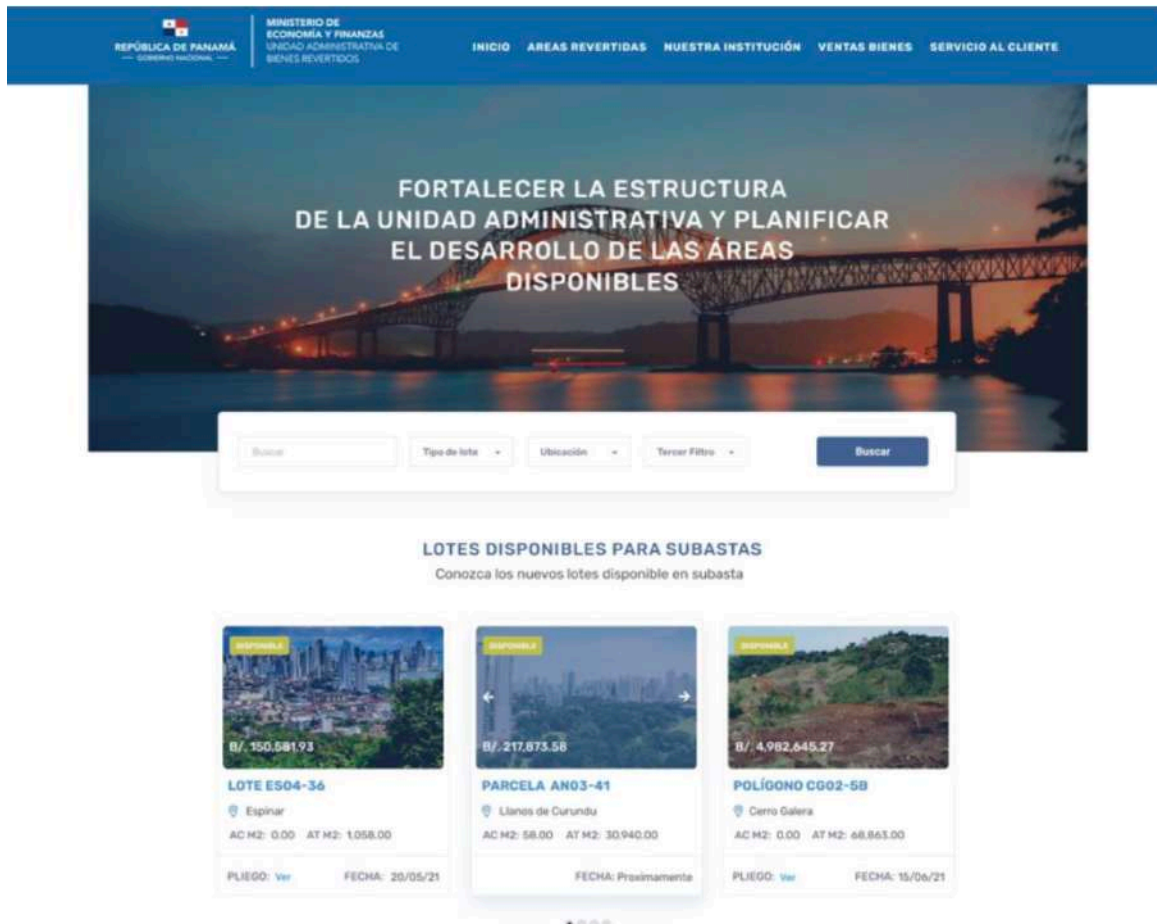 REPÚBLICA DE PANAMÁ
— GOBIERNO NACIONAL —
MINISTERIO DE
ECONOMÍA Y FINANZAS
UNIDAD ADMINISTRATIVA DE
BIENES REVERTIDOS
INICIO AREAS REVERTIDAS NUESTRA INSTITUCIÓN VENTAS BIENES SERVICIO AL CLIENTE
FORTALECER LA ESTRUCTURA
DE LA UNIDAD ADMINISTRATIVA Y PLANIFICAR
EL DESARROLLO DE LAS ÁREAS
DISPONIBLES
Buscar Tipo de lote Ubicación Tercer Filtro Buscar
LOTES DISPONIBLES PARA SUBASTAS
Conozca los nuevos lotes disponible en subasta
DISPONIBLE
B/. 150,581.93
LOTE ES04-36
Espinar
AC M2: 0.00 AT M2: 1,058.00
PLIEGO: Ver FECHA: 20/05/21
DISPONIBLE
B/. 217,873.58
PARCELA AN03-41
Llanos de Curundu
AC M2: 58.00 AT M2: 30,940.00
FECHA: Proximamente
DISPONIBLE
B/. 4,982,645.27
POLÍGONO CG02-5B
Cerro Galera
AC M2: 0.00 AT M2: 68,863.00
PLIEGO: Ver FECHA: 15/06/21